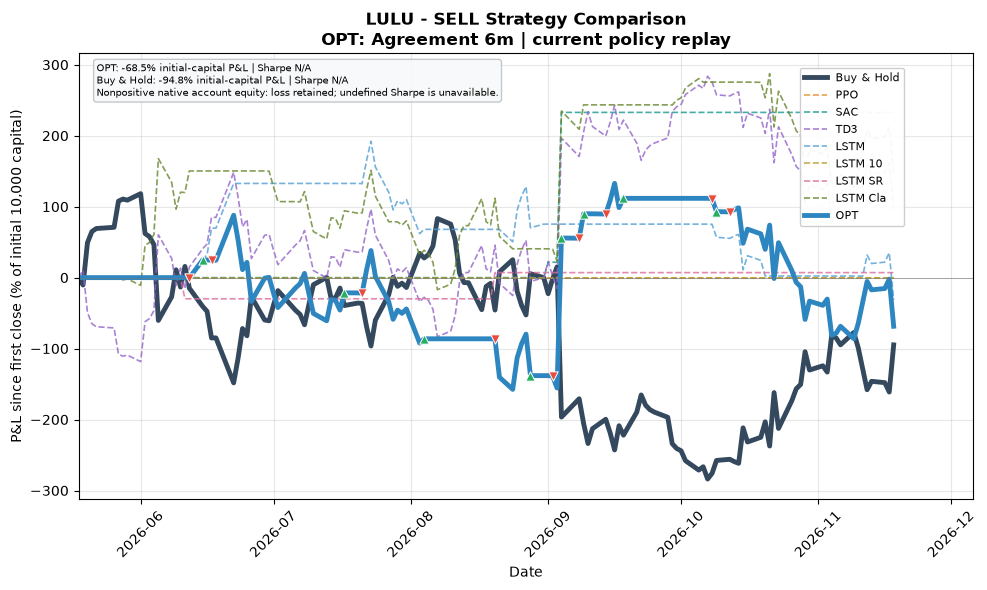 LULU - SELL Strategy Comparison
OPT: Agreement 6m | current policy replay
OPT: -68.5% initial-capital P&L | Sharpe N/A
Buy & Hold: -94.8% initial-capital P&L | Sharpe N/A
Nonpositive native account equity: loss retained; undefined Sharpe is unavailable.
Buy & Hold
PPO
SAC
TD3
LSTM
LSTM 10
LSTM SR
LSTM Cla
OPT
P&L since first close (% of initial 10,000 capital)
300
200
100
0
−100
−200
−300
2026-06
2026-07
2026-08
2026-09
2026-10
2026-11
2026-12
Date